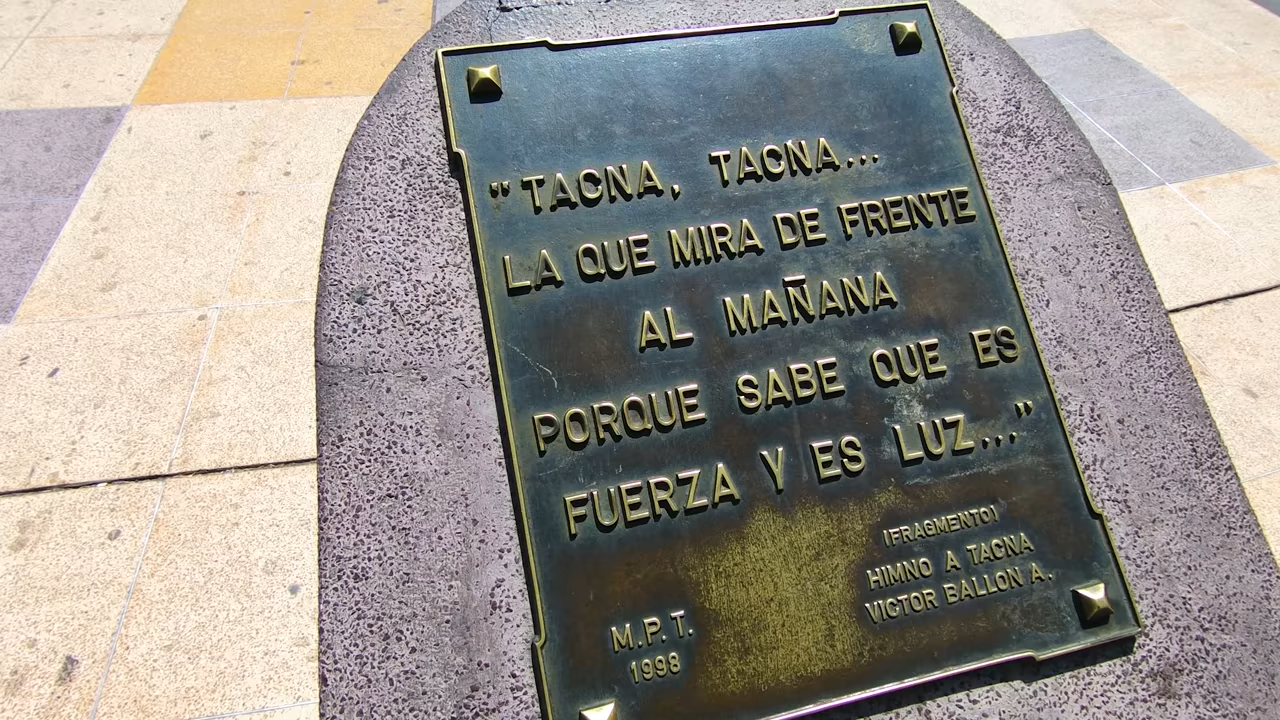 "TACNA, TACNA...
LA QUE MIRA DE FRENTE
AL MAÑANA
PORQUE SABE QUE ES
FUERZA Y ES LUZ..."
(FRAGMENTO)
HIMNO A TACNA
VICTOR BALLON A.
M.P.T.
1998